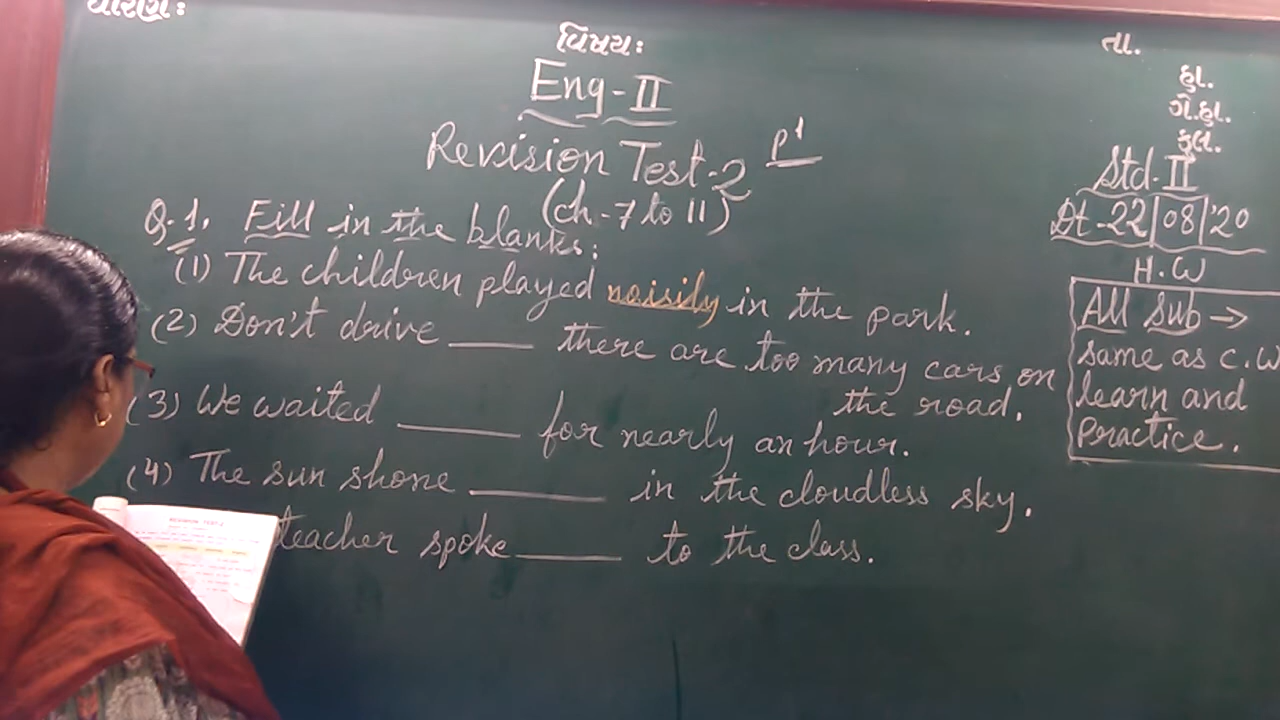 વિષય:
તા.
Eng-II
હા.
ગે.હા.
કુલ.
Revision Test-2 P1
(ch-7 to 11)
Std-II
Dt-22|08|'20
Q-1. Fill in the blanks:
(1) The children played noisily in the park.
(2) Don't drive ____ there are too many cars on
the road.
(3) We waited ____ for nearly an hour.
(4) The sun shone ____ in the cloudless sky.
teacher spoke ____ to the class.
H.W
All Sub →
same as C.W
learn and
practice.
REVISION TEST-2